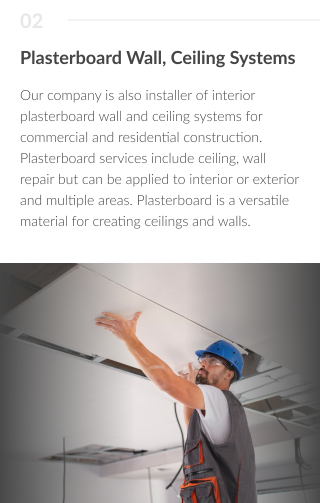 02
Plasterboard Wall, Ceiling Systems
Our company is also installer of interior
plasterboard wall and ceiling systems for
commercial and residential construction.
Plasterboard services include ceiling, wall
repair but can be applied to interior or exterior
and multiple areas. Plasterboard is a versatile
material for creating ceilings and walls.